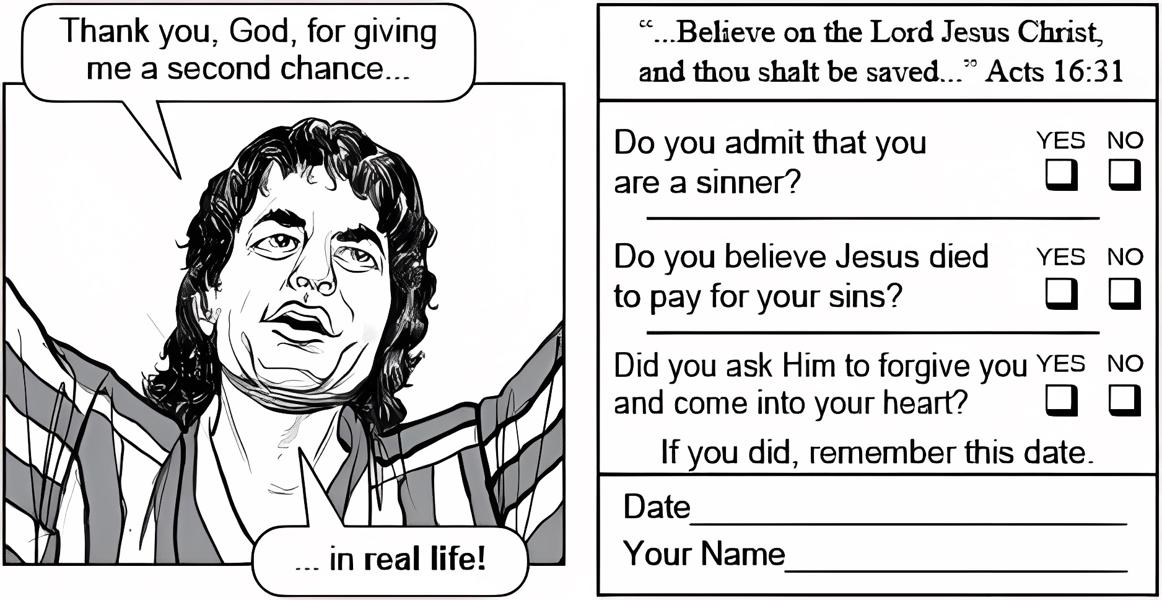 Thank you, God, for giving
me a second chance...
... in real life!
“...Believe on the Lord Jesus Christ,
and thou shalt be saved...” Acts 16:31
Do you admit that you
are a sinner?
YES NO
Do you believe Jesus died
to pay for your sins?
YES NO
Did you ask Him to forgive you
and come into your heart?
YES NO
If you did, remember this date.
Date
Your Name